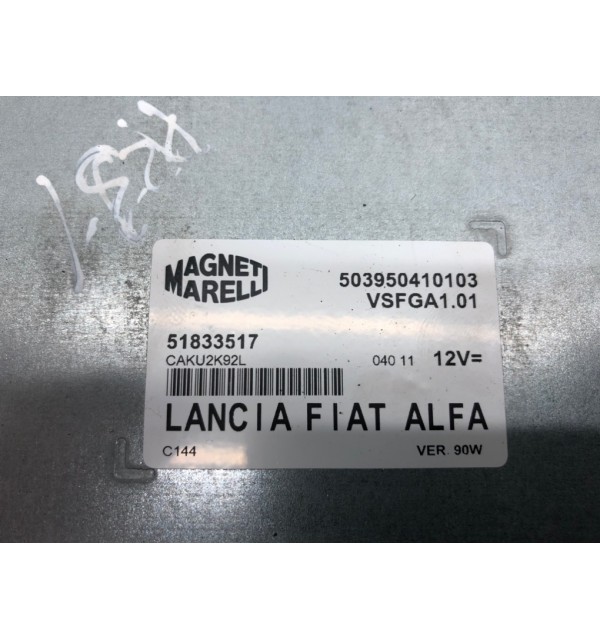 MAGNETI
MARELLI
503950410103
VSFGA1.01
51833517
CAKU2K92L
040 11 12V=
LANCIA FIAT ALFA
C144 VER. 90W